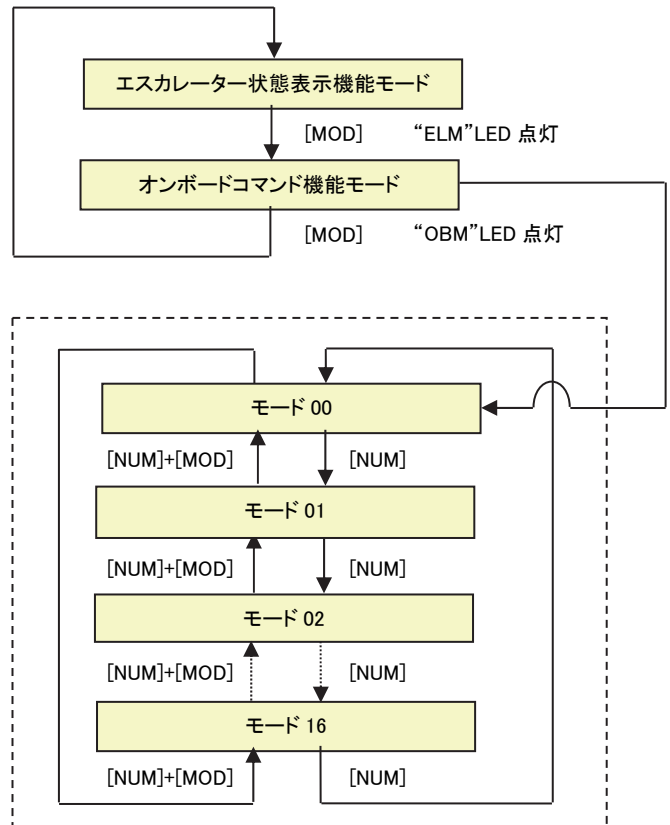 エスカレーター状態表示機能モード
[MOD] “ELM”LED 点灯
オンボードコマンド機能モード
[MOD] “OBM”LED 点灯
モード 00
[NUM]+[MOD] [NUM]
モード 01
[NUM]+[MOD] [NUM]
モード 02
[NUM]+[MOD] [NUM]
モード 16
[NUM]+[MOD] [NUM]